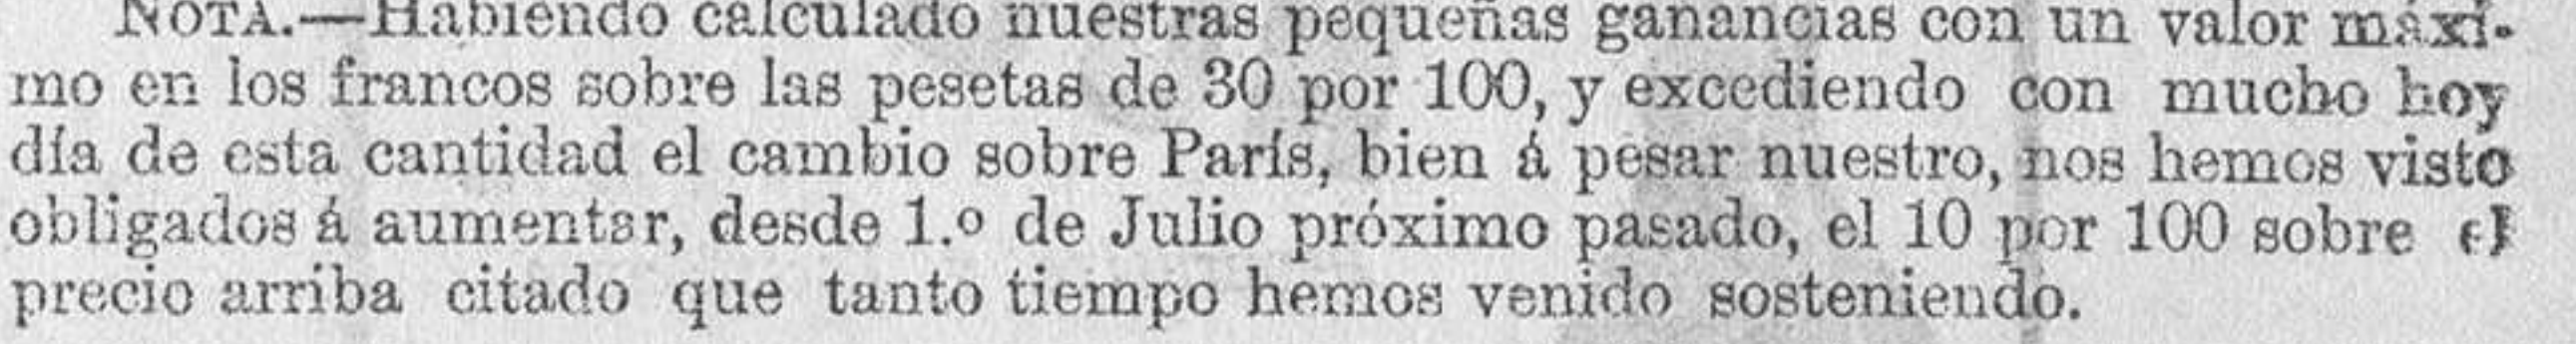 NOTA.—Habiendo calculado nuestras pequeñas ganancias con un valor máxi-
mo en los francos sobre las pesetas de 30 por 100, y excediendo con mucho hoy
día de esta cantidad el cambio sobre París, bien á pesar nuestro, nos hemos visto
obligados á aumentar, desde 1.º de Julio próximo pasado, el 10 por 100 sobre el
precio arriba citado que tanto tiempo hemos venido sosteniendo.